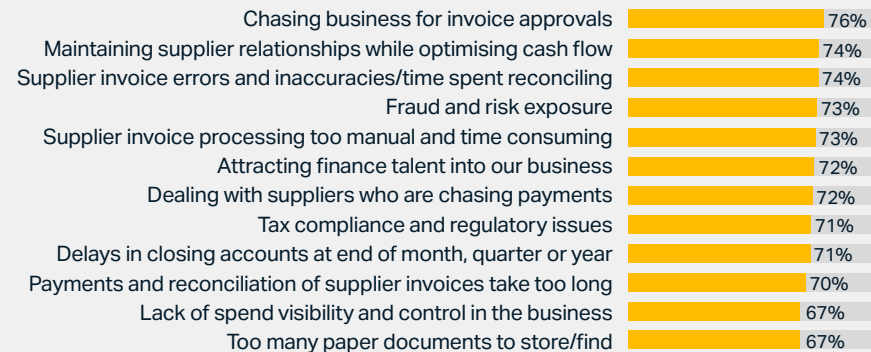 Chasing business for invoice approvals 76%
Maintaining supplier relationships while optimising cash flow 74%
Supplier invoice errors and inaccuracies/time spent reconciling 74%
Fraud and risk exposure 73%
Supplier invoice processing too manual and time consuming 73%
Attracting finance talent into our business 72%
Dealing with suppliers who are chasing payments 72%
Tax compliance and regulatory issues 71%
Delays in closing accounts at end of month, quarter or year 71%
Payments and reconciliation of supplier invoices take too long 70%
Lack of spend visibility and control in the business 67%
Too many paper documents to store/find 67%